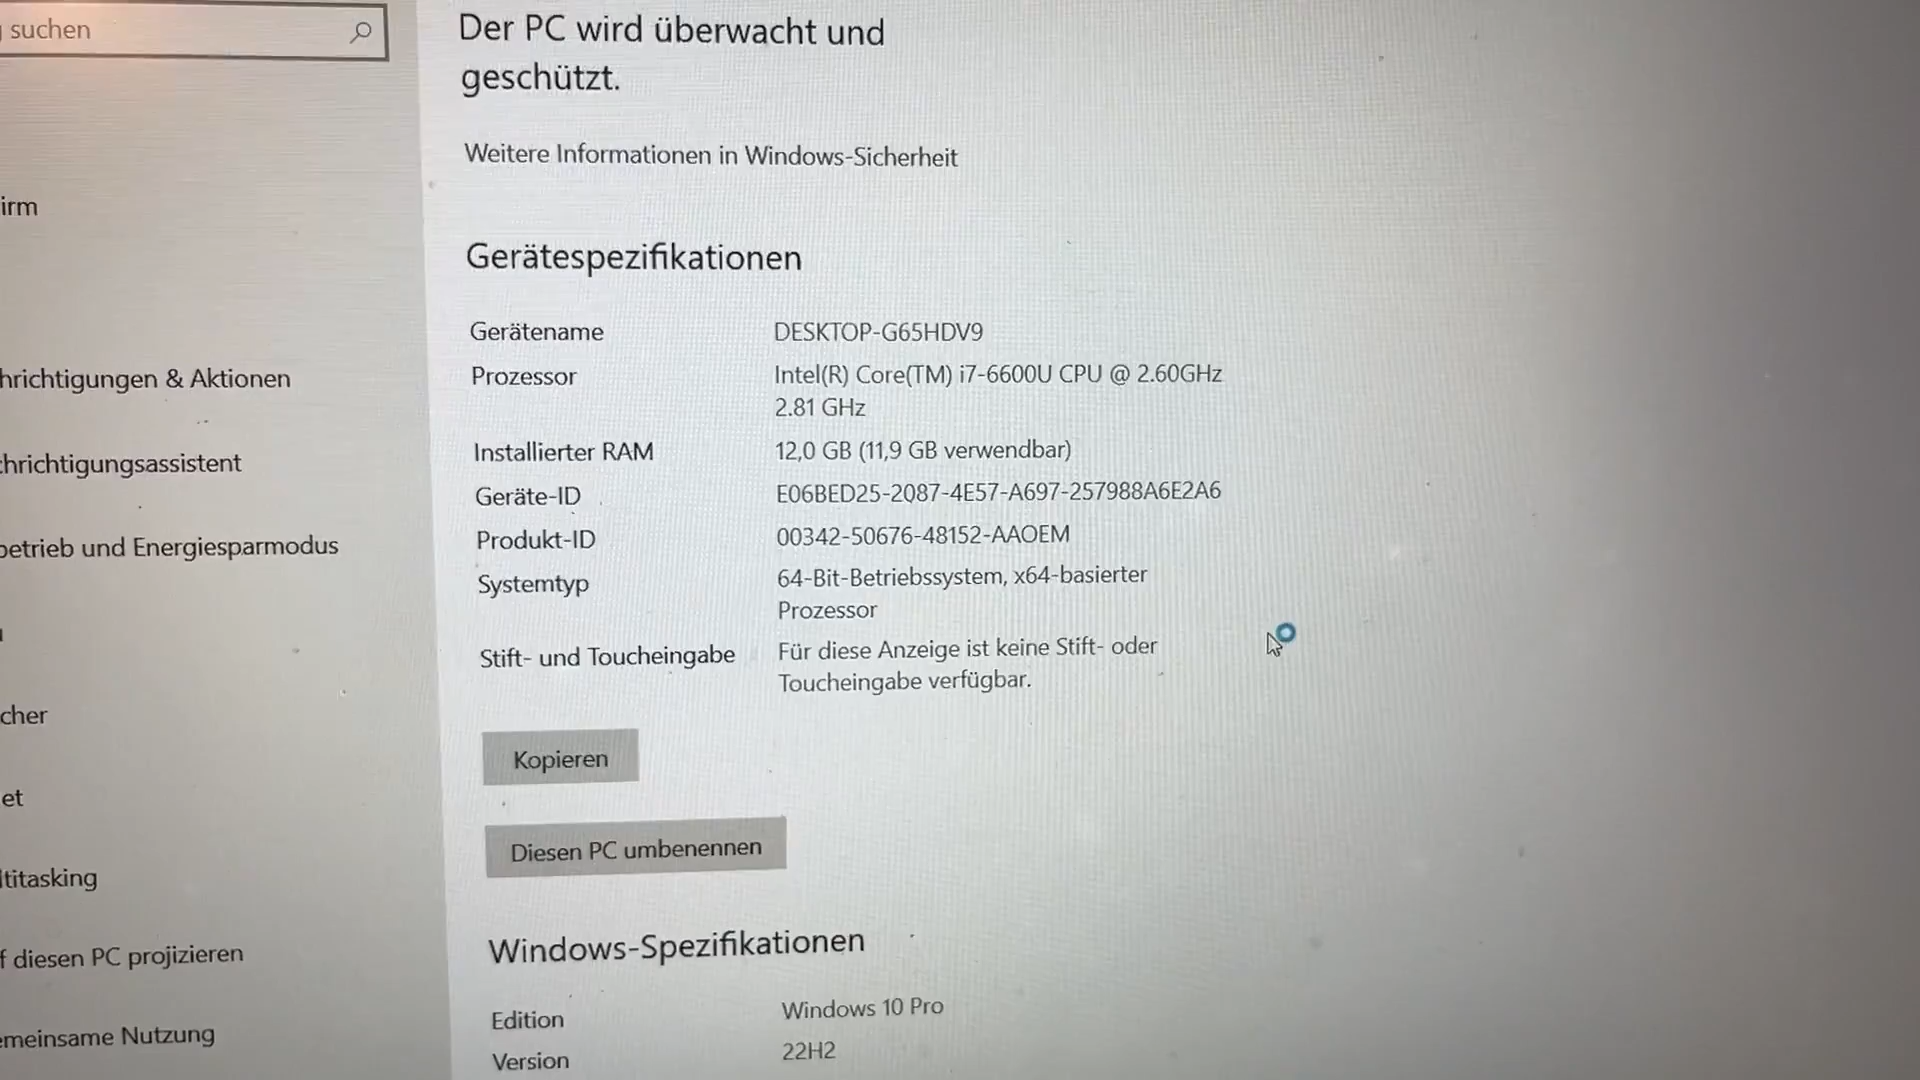 suchen
Der PC wird überwacht und
geschützt.
Weitere Informationen in Windows-Sicherheit
irm
hrichtigungen & Aktionen
chrichtigungsassistent
betrieb und Energiesparmodus
cher
et
ltitasking
f diesen PC projizieren
emeinsame Nutzung
Gerätespezifikationen
Gerätename DESKTOP-G65HDV9
Prozessor Intel(R) Core(TM) i7-6600U CPU @ 2.60GHz
2.81 GHz
Installierter RAM 12,0 GB (11,9 GB verwendbar)
Geräte-ID E06BED25-2087-4E57-A697-257988A6E2A6
Produkt-ID 00342-50676-48152-AAOEM
Systemtyp 64-Bit-Betriebssystem, x64-basierter
Prozessor
Stift- und Toucheingabe Für diese Anzeige ist keine Stift- oder
Toucheingabe verfügbar.
Kopieren
Diesen PC umbenennen
Windows-Spezifikationen
Edition Windows 10 Pro
Version 22H2